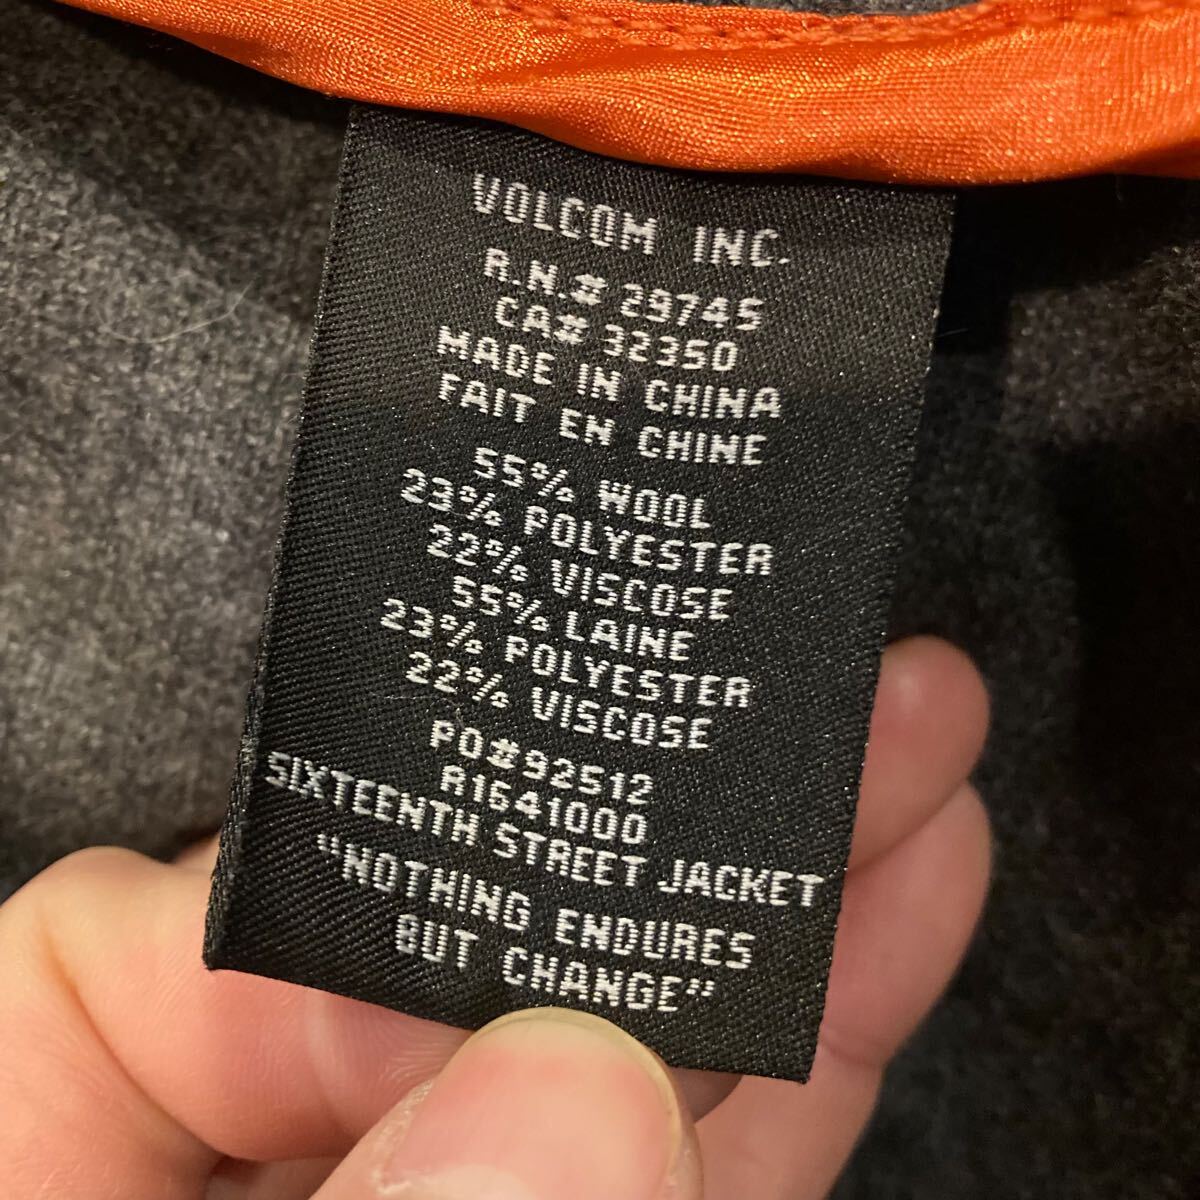 VOLCOM INC.
R.N.# 29745
CA# 32350
MADE IN CHINA
FAIT EN CHINE
55% WOOL
23% POLYESTER
22% VISCOSE
55% LAINE
23% POLYESTER
22% VISCOSE
PO#92512
R1641000
SIXTEENTH STREET JACKET
"NOTHING ENDURES
BUT CHANGE"